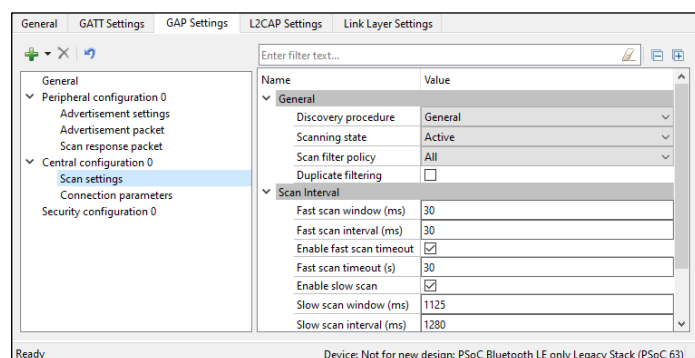 General GATT Settings GAP Settings L2CAP Settings Link Layer Settings
Enter filter text...
General
Peripheral configuration 0
Advertisement settings
Advertisement packet
Scan response packet
Central configuration 0
Scan settings
Connection parameters
Security configuration 0
Name Value
General
Discovery procedure General
Scanning state Active
Scan filter policy All
Duplicate filtering
Scan Interval
Fast scan window (ms) 30
Fast scan interval (ms) 30
Enable fast scan timeout
Fast scan timeout (s) 30
Enable slow scan
Slow scan window (ms) 1125
Slow scan interval (ms) 1280
Ready Device: Not for new design: PSoC Bluetooth LE only Legacy Stack (PSoC 63)